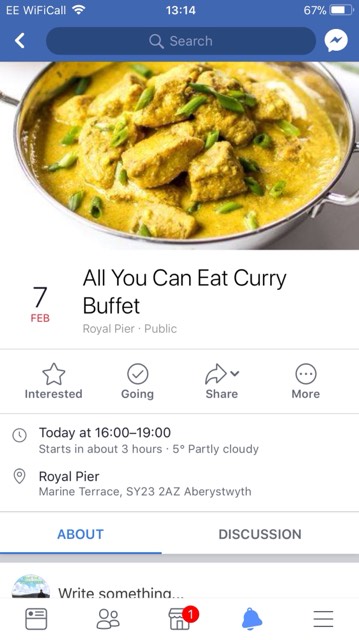 EE WiFiCall 13:14 67%
Search
All You Can Eat Curry
Buffet
7
FEB
Royal Pier · Public
Interested Going Share More
Today at 16:00–19:00
Starts in about 3 hours · 5° Partly cloudy
Royal Pier
Marine Terrace, SY23 2AZ Aberystwyth
ABOUT DISCUSSION
Write something...
1